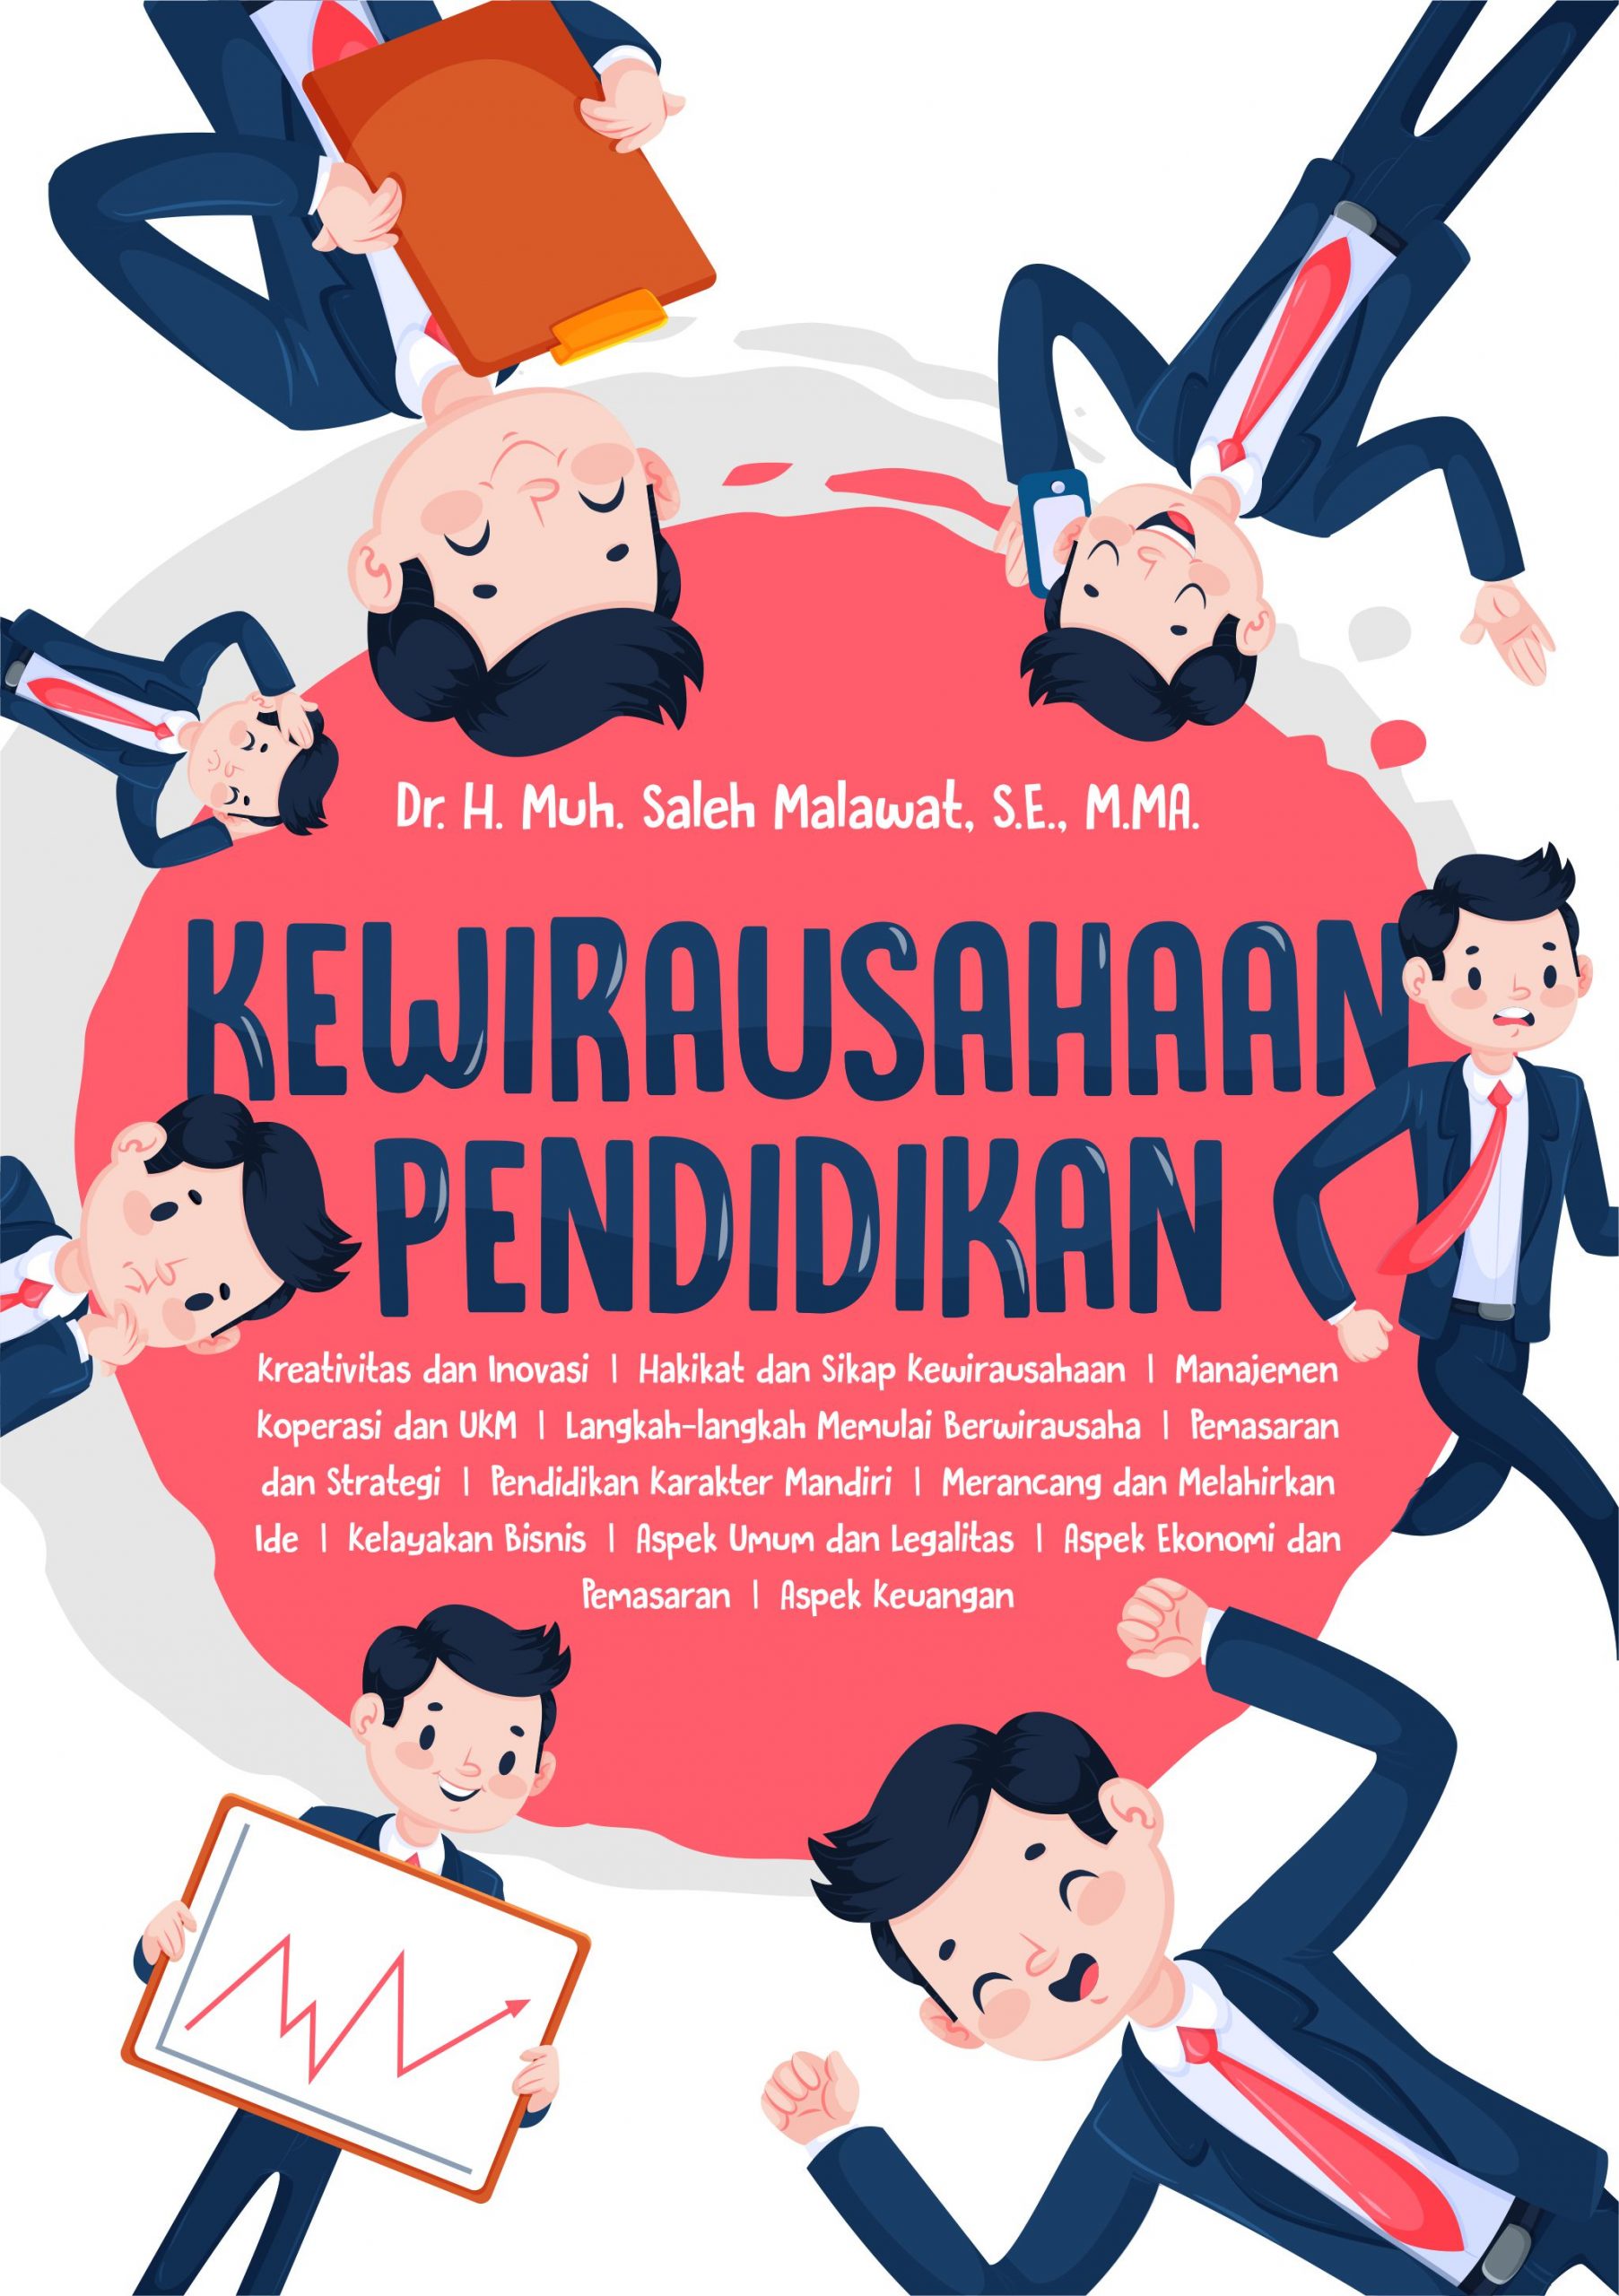 Dr. H. Muh. Saleh Malawat, S.E., M.MA.
KEWIRAUSAHAAN
PENDIDIKAN
Kreativitas dan Inovasi | Hakikat dan Sikap Kewirausahaan | Manajemen
Koperasi dan UKM | Langkah-langkah Memulai Berwirausaha | Pemasaran
dan Strategi | Pendidikan Karakter Mandiri | Merancang dan Melahirkan
Ide | Kelayakan Bisnis | Aspek Umum dan Legalitas | Aspek Ekonomi dan
Pemasaran | Aspek Keuangan